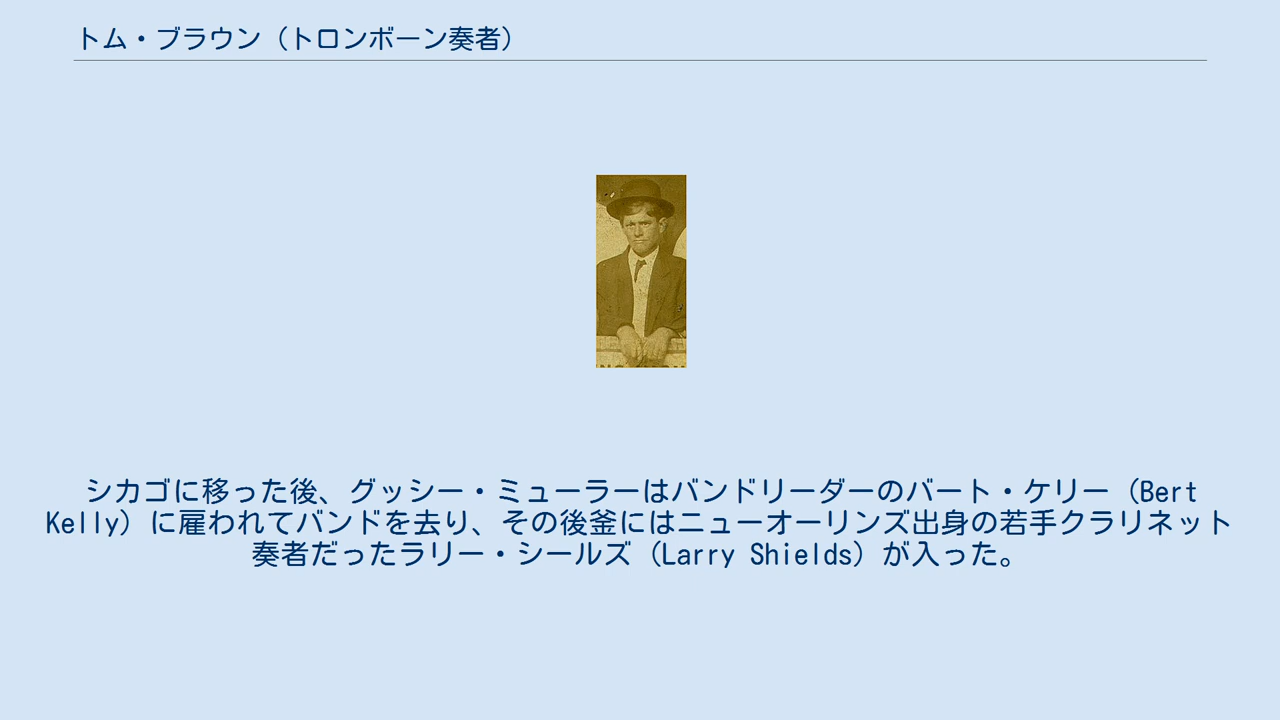 トム・ブラウン（トロンボーン奏者）
シカゴに移った後、グッシー・ミューラーはバンドリーダーのバート・ケリー（Bert
Kelly）に雇われてバンドを去り、その後釜にはニューオーリンズ出身の若手クラリネット
奏者だったラリー・シールズ（Larry Shields）が入った。